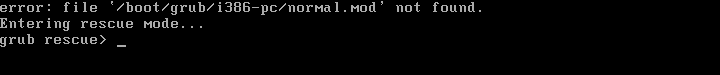 error: file '/boot/grub/i386-pc/normal.mod' not found.
Entering rescue mode...
grub rescue> _